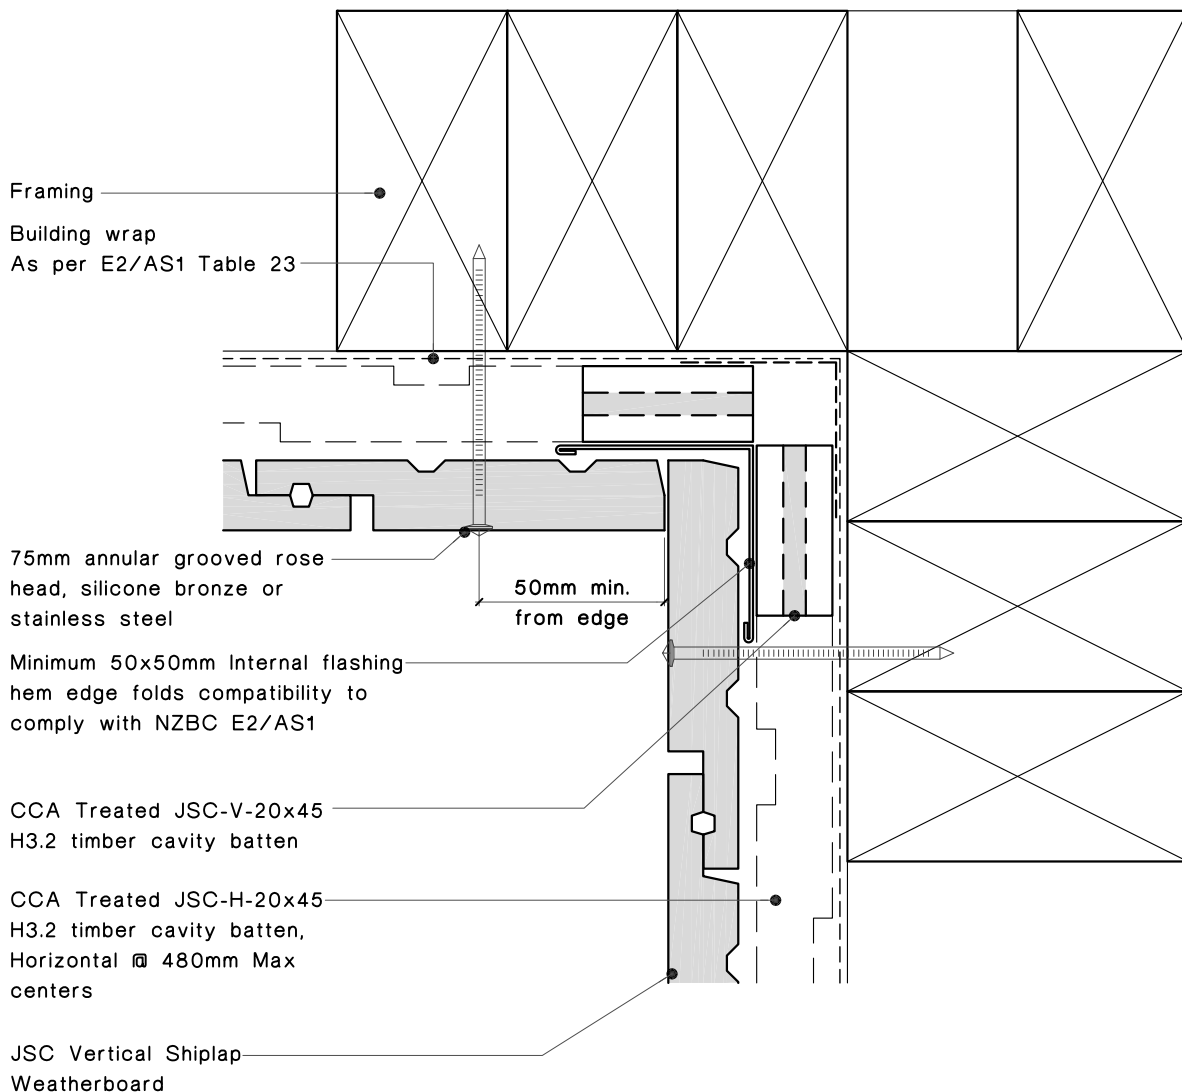 Framing
Building wrap
As per E2/AS1 Table 23
75mm annular grooved rose
head, silicone bronze or
stainless steel
50mm min.
from edge
Minimum 50x50mm Internal flashing
hem edge folds compatibility to
comply with NZBC E2/AS1
CCA Treated JSC-V-20x45
H3.2 timber cavity batten
CCA Treated JSC-H-20x45
H3.2 timber cavity batten,
Horizontal @ 480mm Max
centers
JSC Vertical Shiplap
Weatherboard